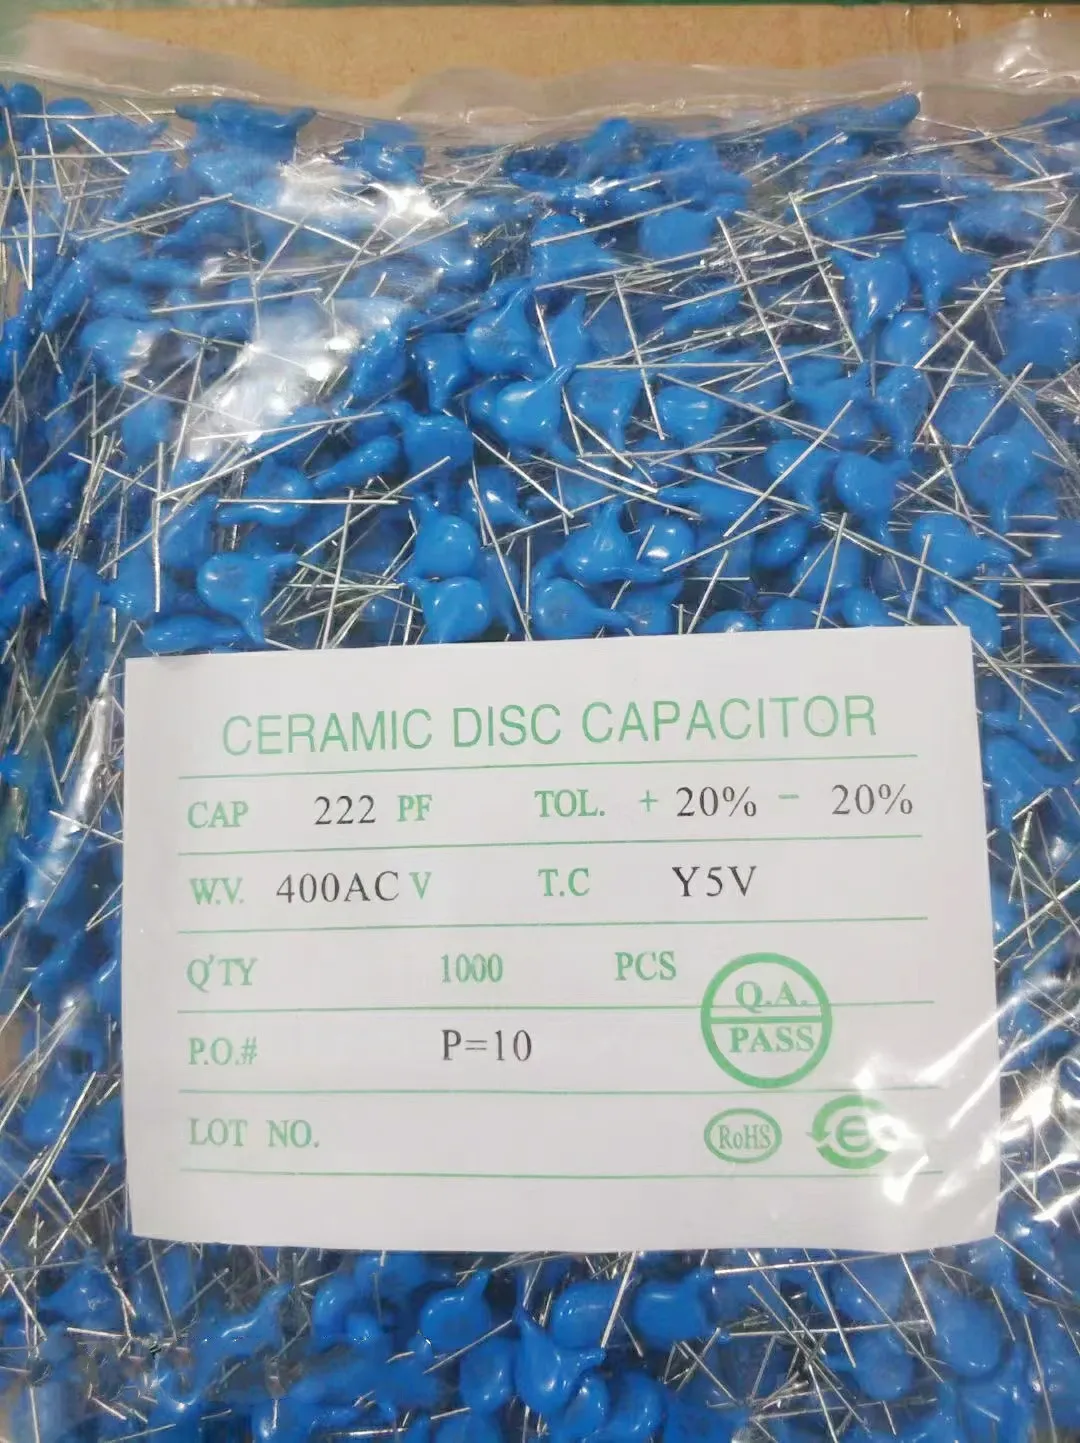 CERAMIC DISC CAPACITOR
CAP 222 PF TOL. + 20% - 20%
W.V. 400AC V T.C Y5V
Q'TY 1000 PCS
Q.A.
PASS
P.O.# P=10
LOT NO.
RoHS
e